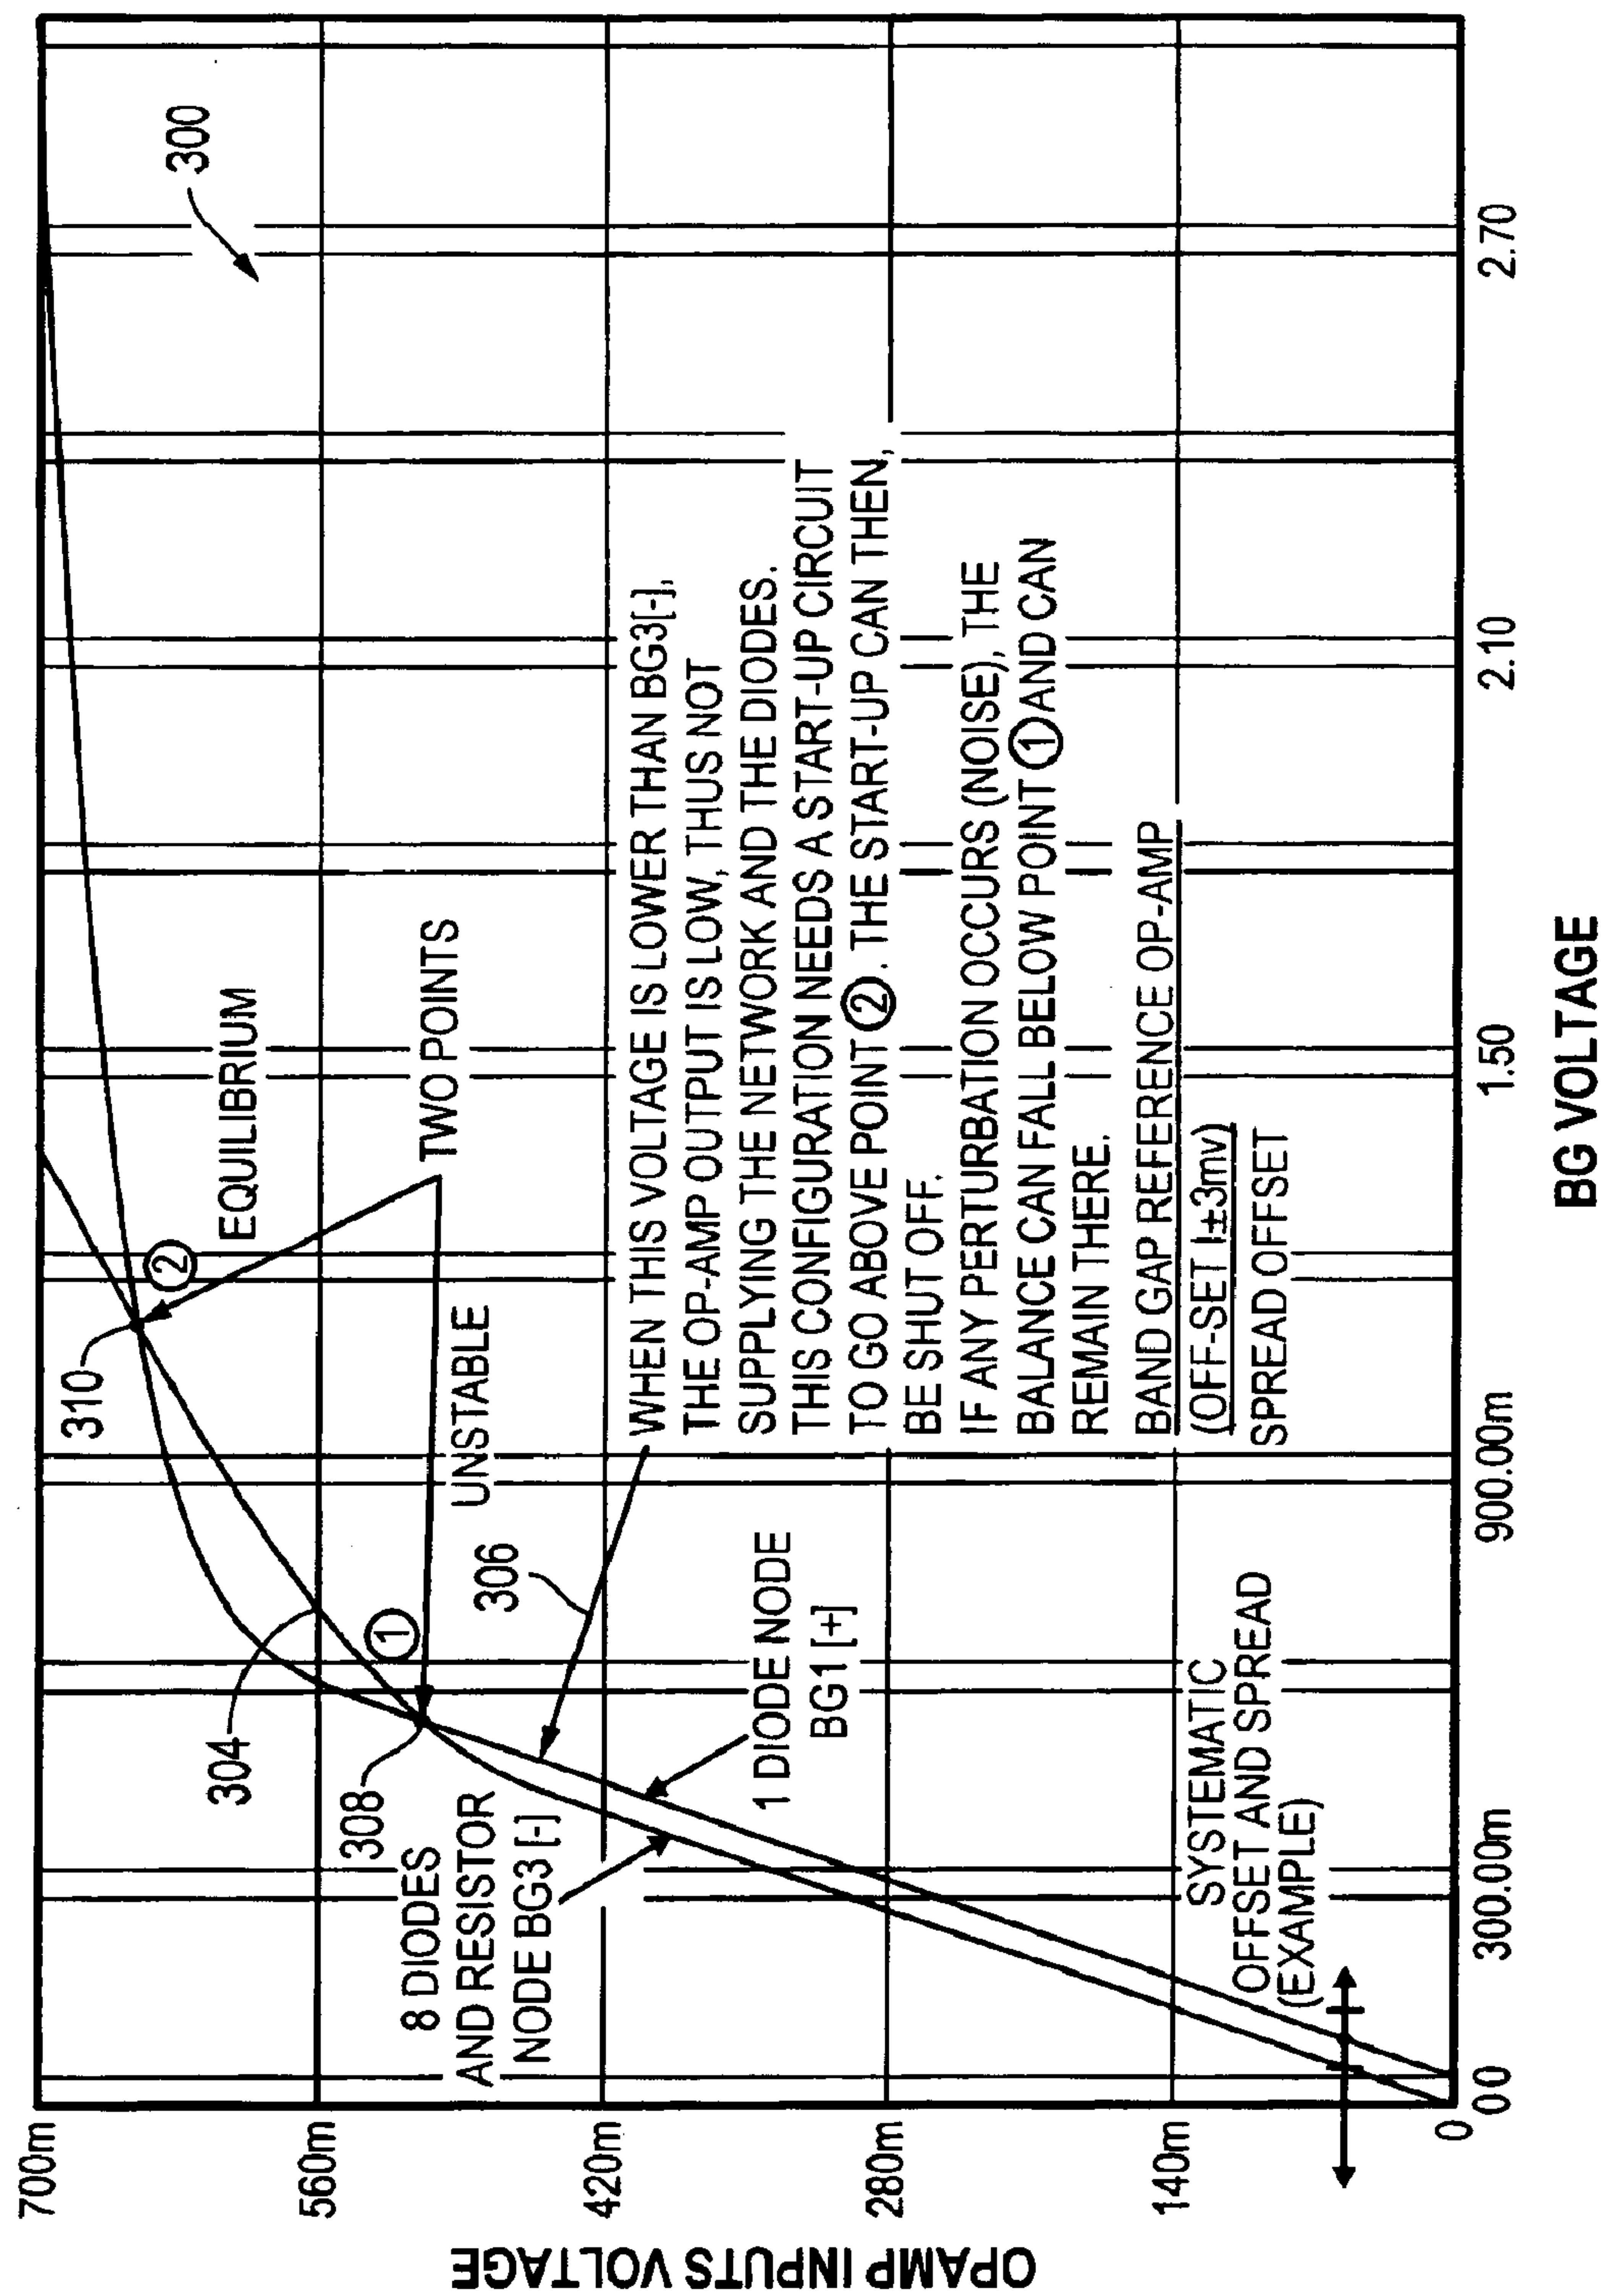 700m
560m
420m
280m
140m
0
OPAMP INPUTS VOLTAGE
00
300.00m
900.00m
1.50
2.10
2.70
BG VOLTAGE
300
310
2
EQUILIBRIUM
TWO POINTS
304
1
UNSTABLE
308
306
8 DIODES
AND RESISTOR
NODE BG3 [-]
1 DIODE NODE
BG1 [+]
WHEN THIS VOLTAGE IS LOWER THAN BG3[-],
THE OP-AMP OUTPUT IS LOW, THUS NOT
SUPPLYING THE NETWORK AND THE DIODES.
THIS CONFIGURATION NEEDS A START-UP CIRCUIT
TO GO ABOVE POINT 2. THE START-UP CAN THEN,
BE SHUT OFF.
IF ANY PERTURBATION OCCURS (NOISE), THE
BALANCE CAN FALL BELOW POINT 1 AND CAN
REMAIN THERE.
BAND GAP REFERENCE OP-AMP
(OFF-SET I±3mv)
SPREAD OFFSET
SYSTEMATIC
OFFSET AND SPREAD
(EXAMPLE)